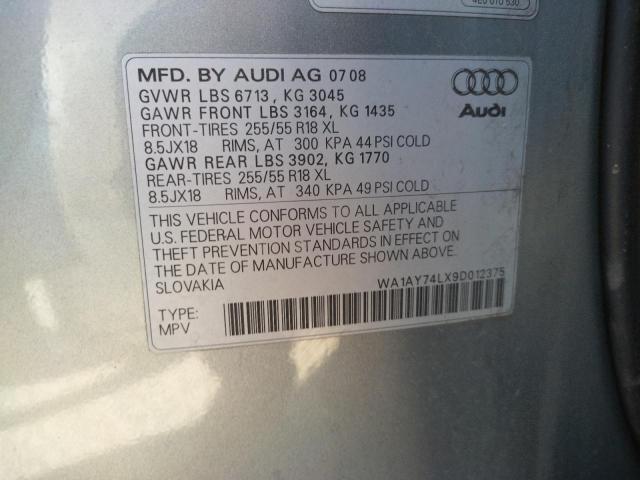 4L0 010 530
MFD. BY AUDI AG 07 08
GVWR LBS 6713, KG 3045
GAWR FRONT LBS 3164, KG 1435
FRONT-TIRES 255/55 R18 XL
8.5JX18 RIMS, AT 300 KPA 44 PSI COLD
GAWR REAR LBS 3902, KG 1770
REAR-TIRES 255/55 R18 XL
8.5JX18 RIMS, AT 340 KPA 49 PSI COLD
Audi
THIS VEHICLE CONFORMS TO ALL APPLICABLE
U.S. FEDERAL MOTOR VEHICLE SAFETY AND
THEFT PREVENTION STANDARDS IN EFFECT ON
THE DATE OF MANUFACTURE SHOWN ABOVE.
SLOVAKIA
WA1AY74LX9D012375
TYPE:
MPV